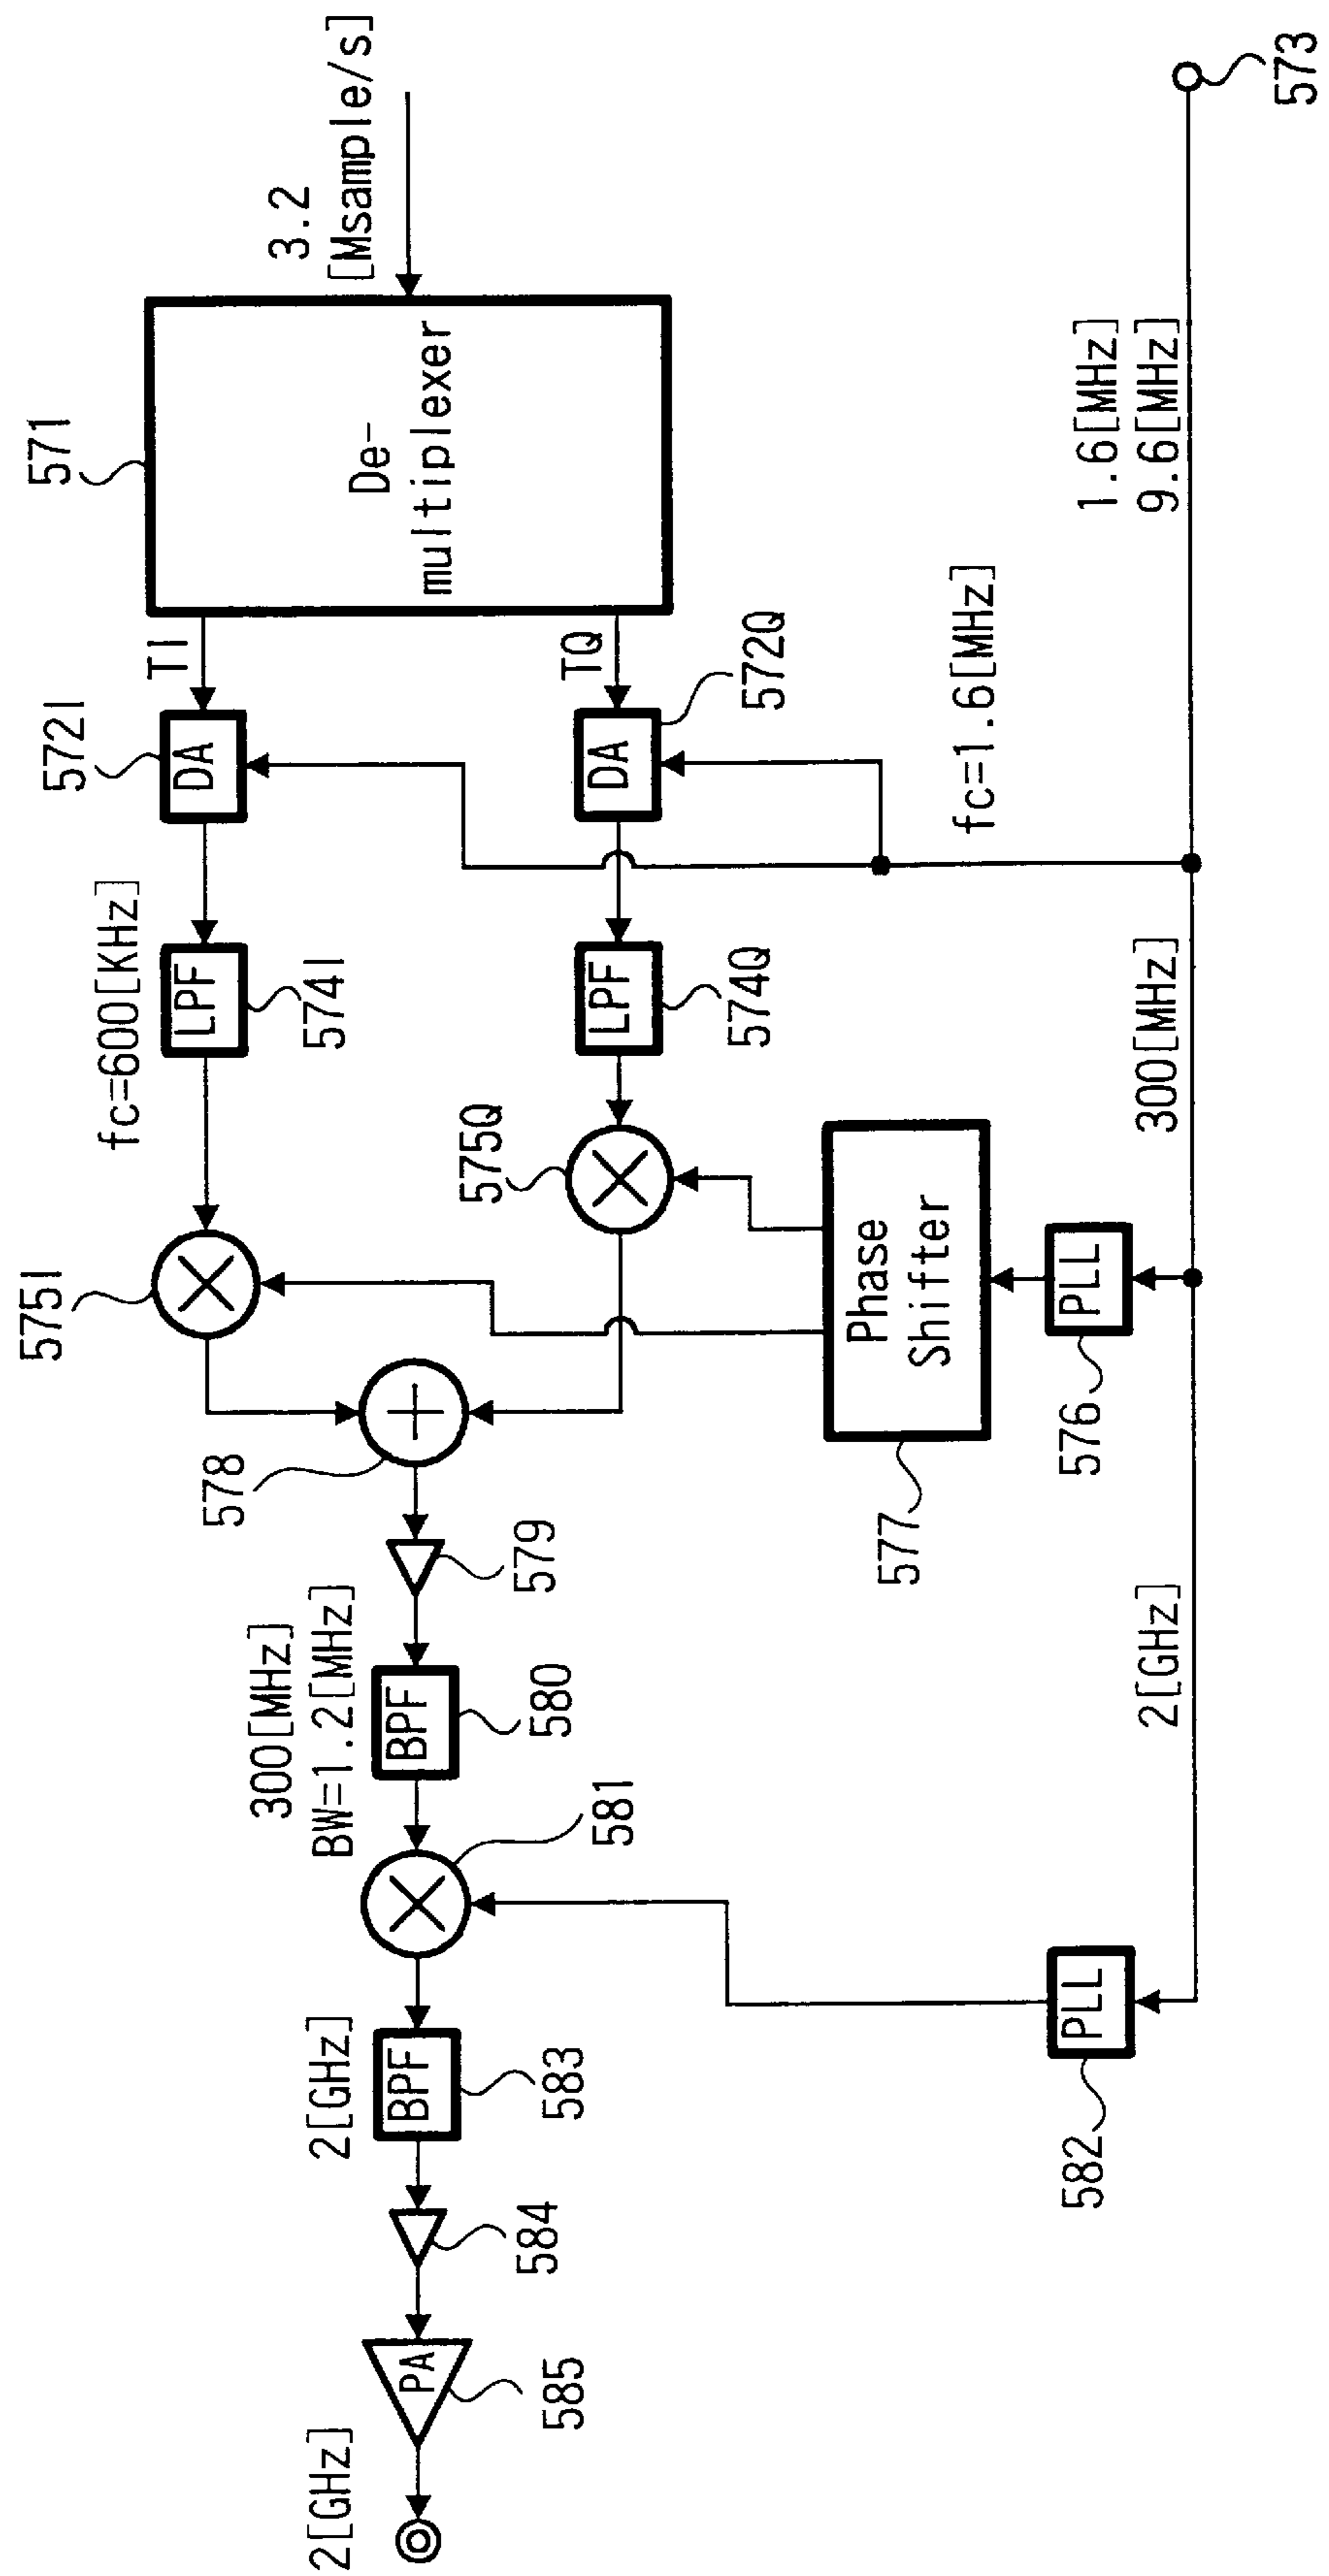 575I
572I
571
fc=600[KHz]
TI
DA
LPF
574I
578
300[MHz]
BW=1.2[MHz]
3.2
[Msample/s]
De-
multiplexer
2[GHz]
2[GHz]
PA
BPF
BPF
585
584
583
581
580
579
575Q
LPF
DA
TQ
574Q
572Q
Phase
Shifter
577
fc=1.6[MHz]
582
PLL
576
PLL
2[GHz]
300[MHz]
1.6[MHz]
9.6[MHz]
573